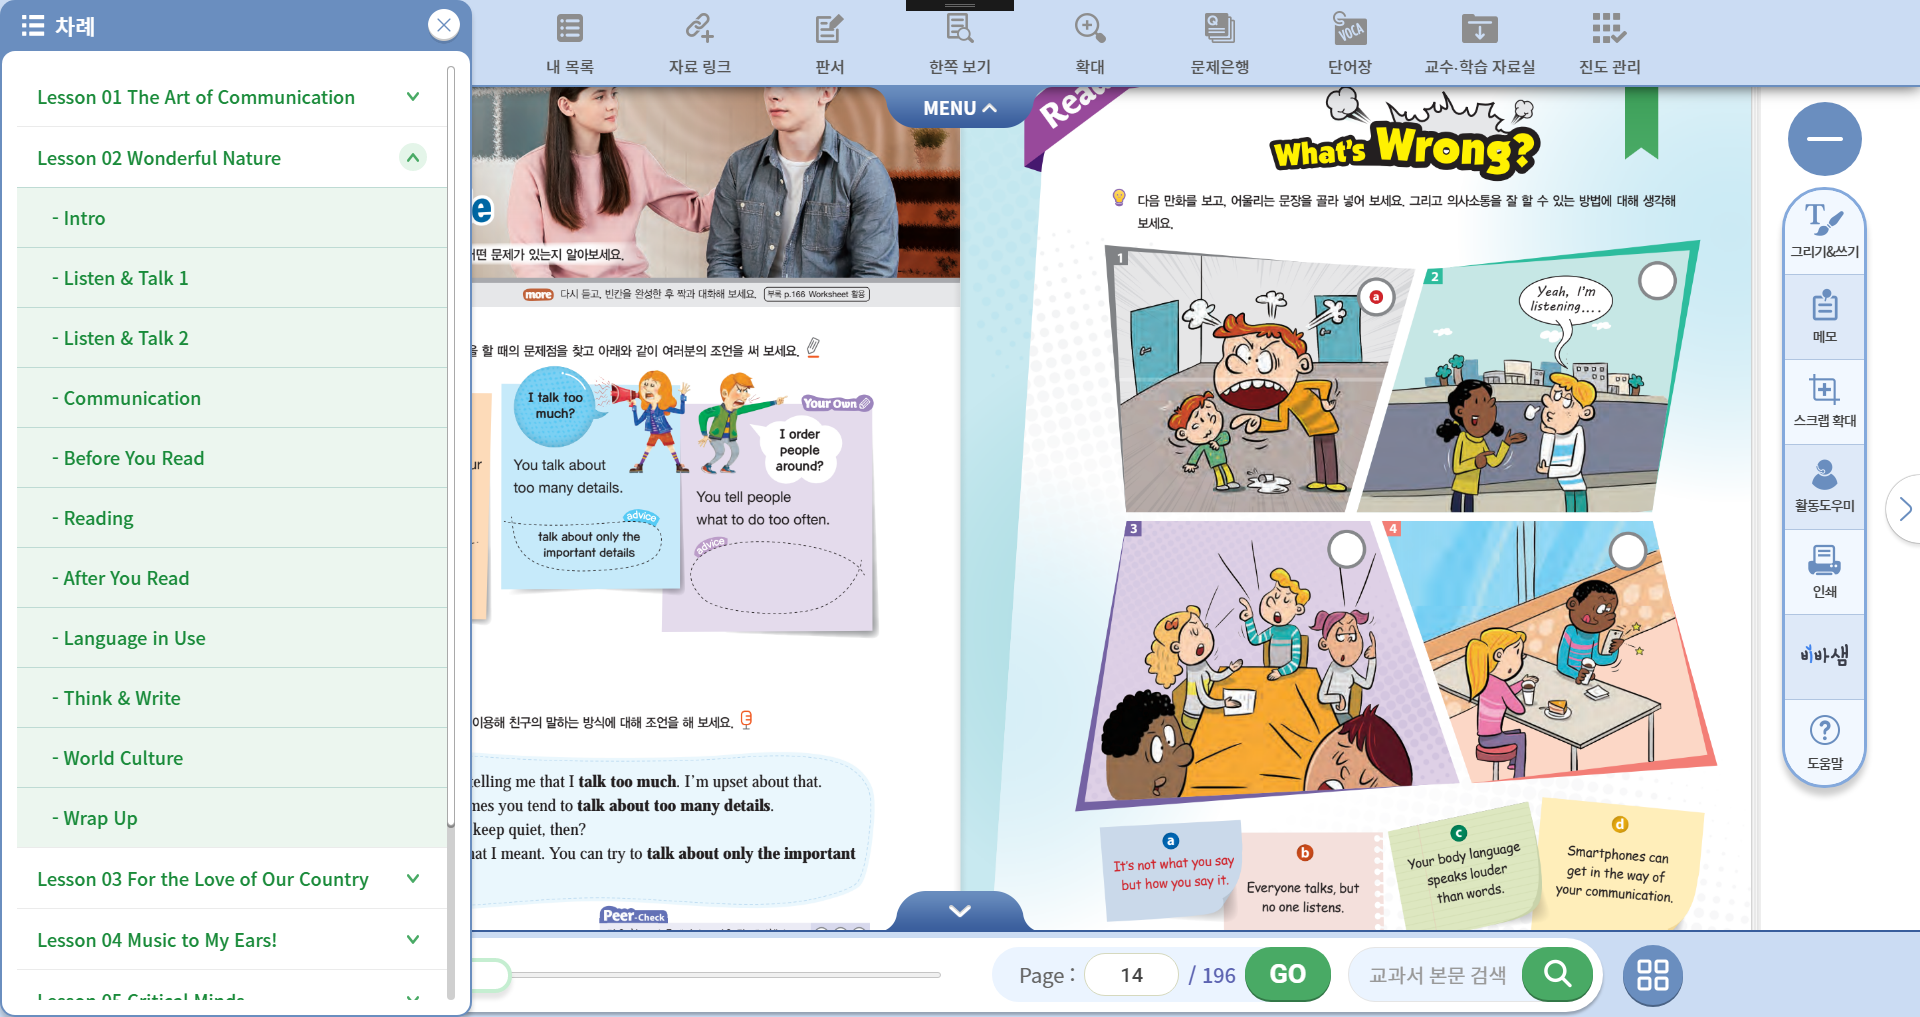 차례
Lesson 01 The Art of Communication
Lesson 02 Wonderful Nature
- Intro
- Listen & Talk 1
- Listen & Talk 2
- Communication
- Before You Read
- Reading
- After You Read
- Language in Use
- Think & Write
- World Culture
- Wrap Up
Lesson 03 For the Love of Our Country
Lesson 04 Music to My Ears!
Lesson 05 Critical Minds
내 목록
자료 링크
판서
한쪽 보기
확대
문제은행
VOCA
단어장
교수·학습 자료실
진도 관리
MENU
e
떤 문제가 있는지 알아보세요.
more 다시 듣고, 빈칸을 완성한 후 짝과 대화해 보세요. 부록 p.166 Worksheet 활용
할 때의 문제점을 찾고 아래와 같이 여러분의 조언을 써 보세요.
I talk too
much?
You talk about
too many details.
advice
talk about only the
important details
Your Own
I order
people
around?
You tell people
what to do too often.
advice
이용해 친구의 말하는 방식에 대해 조언을 해 보세요.
elling me that I talk too much. I'm upset about that.
mes you tend to talk about too many details.
keep quiet, then?
at I meant. You can try to talk about only the important
Peer-Check
Read
What's Wrong?
다음 만화를 보고, 어울리는 문장을 골라 넣어 보세요. 그리고 의사소통을 잘 할 수 있는 방법에 대해 생각해
보세요.
1
a
2
Yeah, I'm
listening....
3
4
a
It's not what you say
but how you say it.
b
Everyone talks, but
no one listens.
c
Your body language
speaks louder
than words.
d
Smartphones can
get in the way of
your communication.
T
그리기&쓰기
메모
스크랩 확대
활동도우미
인쇄
비바샘
?
도움말
Page :
14
/ 196
GO
교과서 본문 검색